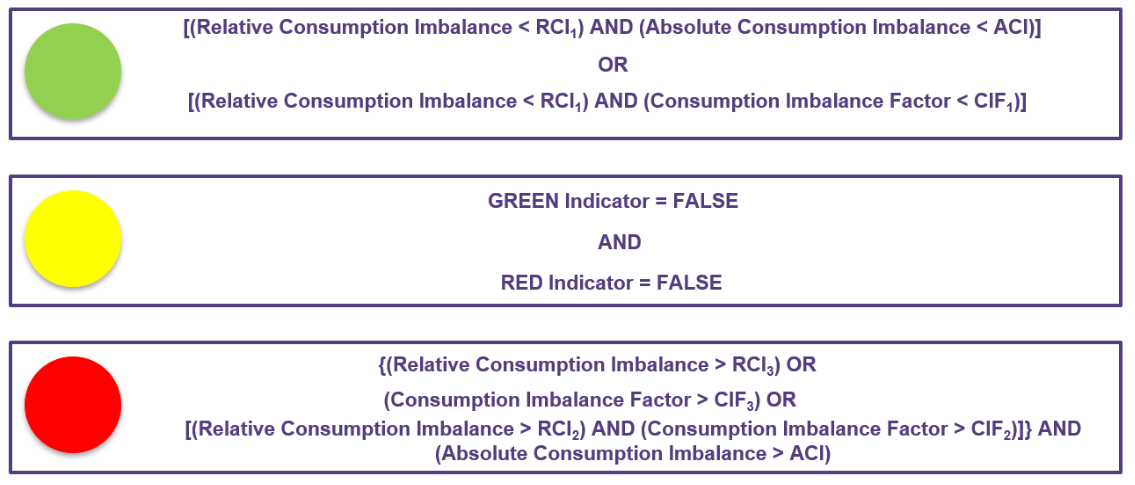 [(Relative Consumption Imbalance < RCI₁) AND (Absolute Consumption Imbalance < ACI)]
OR
[(Relative Consumption Imbalance < RCI₁) AND (Consumption Imbalance Factor < CIF₁)]
GREEN Indicator = FALSE
AND
RED Indicator = FALSE
{(Relative Consumption Imbalance > RCI₃) OR
(Consumption Imbalance Factor > CIF₃) OR
[(Relative Consumption Imbalance > RCI₂) AND (Consumption Imbalance Factor > CIF₂)]} AND
(Absolute Consumption Imbalance > ACI)